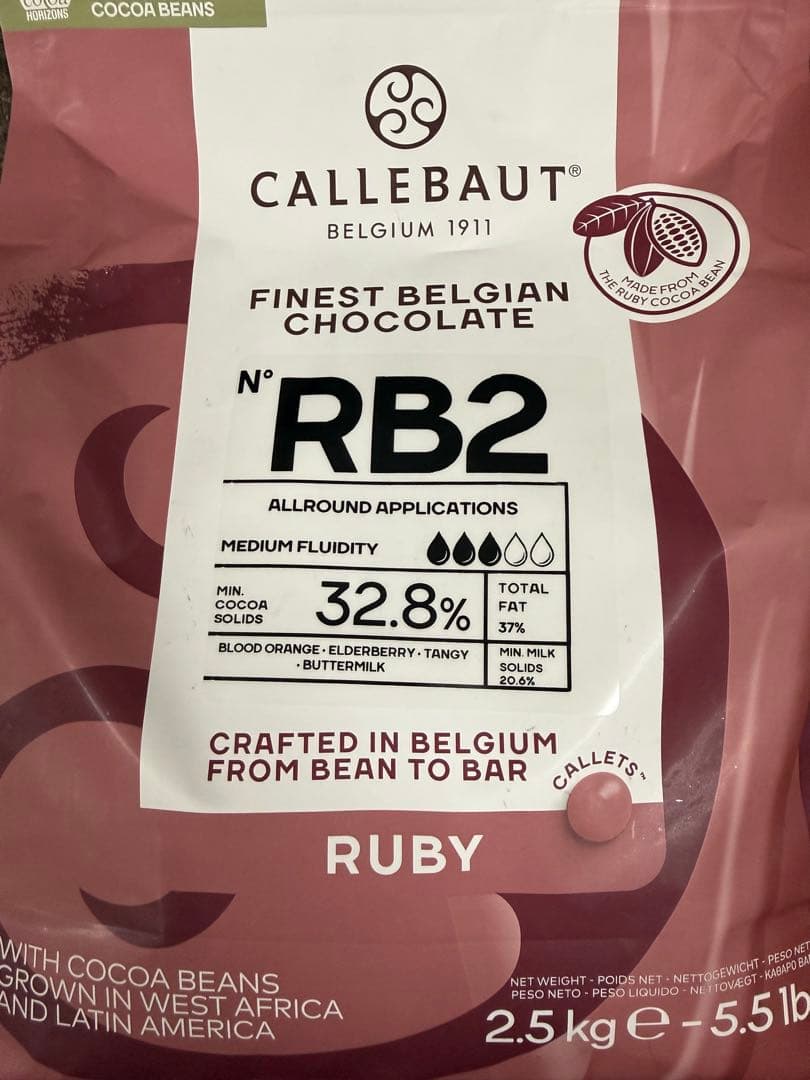 HORIZONS
COCOA BEANS
CALLEBAUT®
BELGIUM 1911
MADE FROM
THE RUBY COCOA BEAN
FINEST BELGIAN
CHOCOLATE
N° RB2
ALLROUND APPLICATIONS
MEDIUM FLUIDITY
MIN.
COCOA
SOLIDS
32.8%
TOTAL
FAT
37%
BLOOD ORANGE · ELDERBERRY · TANGY
· BUTTERMILK
MIN. MILK
SOLIDS
20.6%
CRAFTED IN BELGIUM
FROM BEAN TO BAR
CALLETS™
RUBY
WITH COCOA BEANS
GROWN IN WEST AFRICA
AND LATIN AMERICA
NET WEIGHT - POIDS NET - NETTOGEWICHT - PESO NET
PESO NETO - PESO LIQUIDO - NETTOVÆGT - ΚΑΘΑΡΟ
2.5 kg e - 5.5 lb